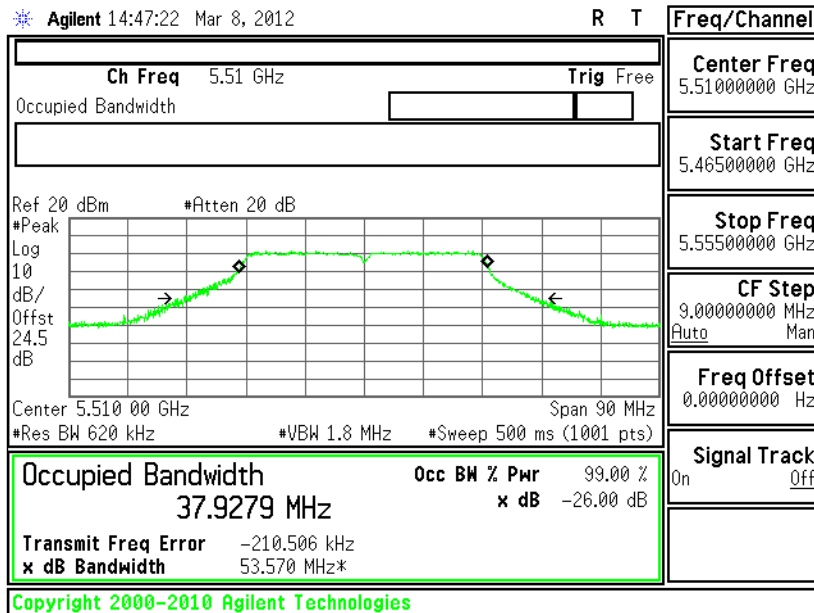 Agilent 14:47:22 Mar 8, 2012 R T
Freq/Channel
Ch Freq 5.51 GHz Trig Free
Occupied Bandwidth
Center Freq
5.51000000 GHz
Start Freq
5.46500000 GHz
Stop Freq
5.55500000 GHz
CF Step
9.00000000 MHz
Auto Man
Freq Offset
0.00000000 Hz
Signal Track
On Off
Ref 20 dBm #Atten 20 dB
#Peak
Log
10
dB/
Offst
24.5
dB
Center 5.510 00 GHz Span 90 MHz
#Res BW 620 kHz #VBW 1.8 MHz #Sweep 500 ms (1001 pts)
Occupied Bandwidth Occ BW % Pwr 99.00 %
37.9279 MHz x dB -26.00 dB
Transmit Freq Error -210.506 kHz
x dB Bandwidth 53.570 MHz*
Copyright 2000-2010 Agilent Technologies